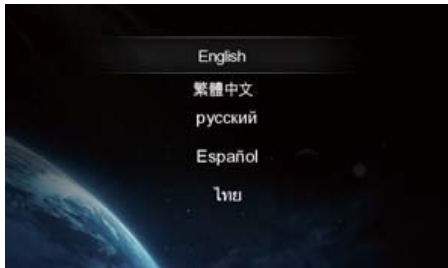 English
繁體中文
русский
Español
ไทย